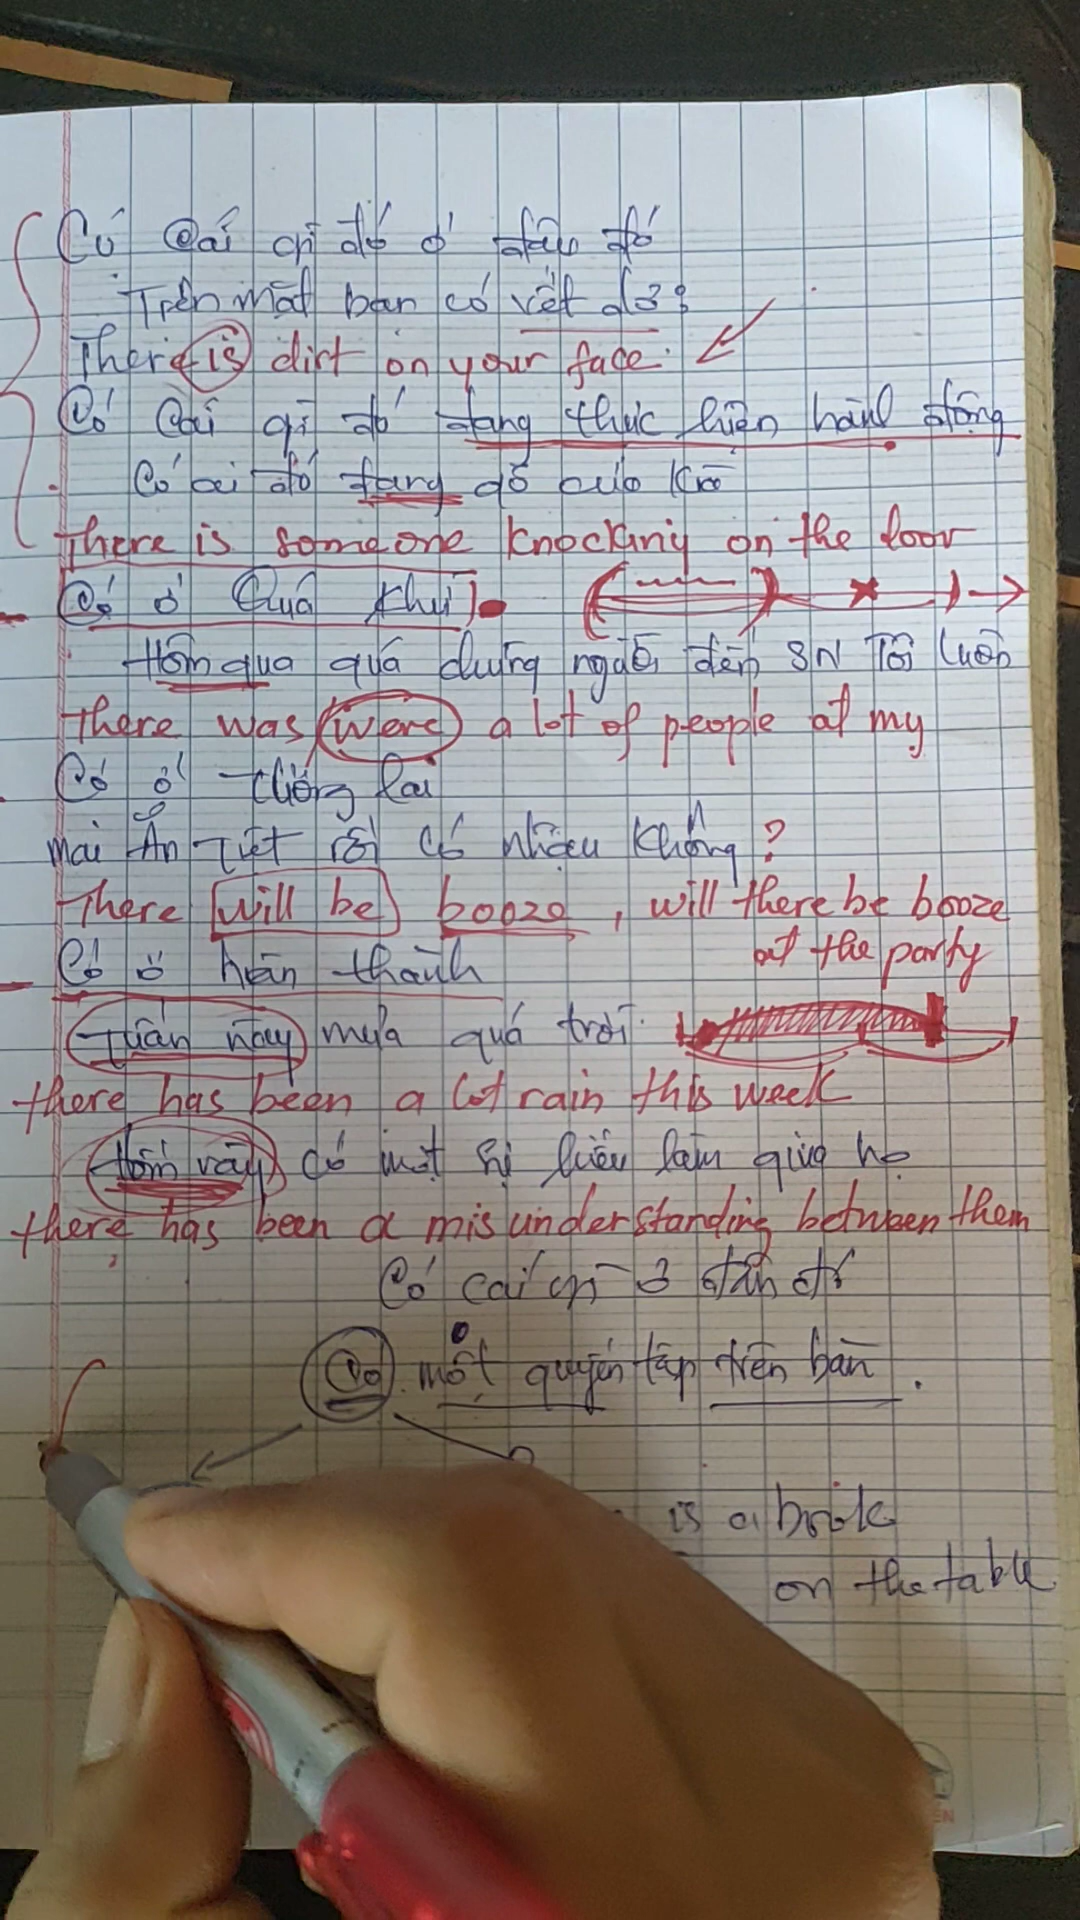 Có cái gì đó ở đâu đó
Trên mặt bạn có vết dơ
There is dirt on your face.
Có cái gì đó đang thực hiện hành động
Có ai đó đang gõ cửa kìa
There is someone knocking on the door
Có ở Quá khứ
Hôm qua quá chừng người đến SN Tôi luôn
there was were a lot of people at my
Có ở tương lai
mai Ăn Tiệt rồi có nhiều không ?
There will be booze , will there be booze
at the party
Có ở hoàn thành
Tuần này mưa quá trời
there has been a lot rain this week
Hôm rày có một sự hiểu lầm giữa họ
there has been a misunderstanding between them
Có cái gì ở đâu đó
Có một quyển tập trên bàn .
is a book
on the table